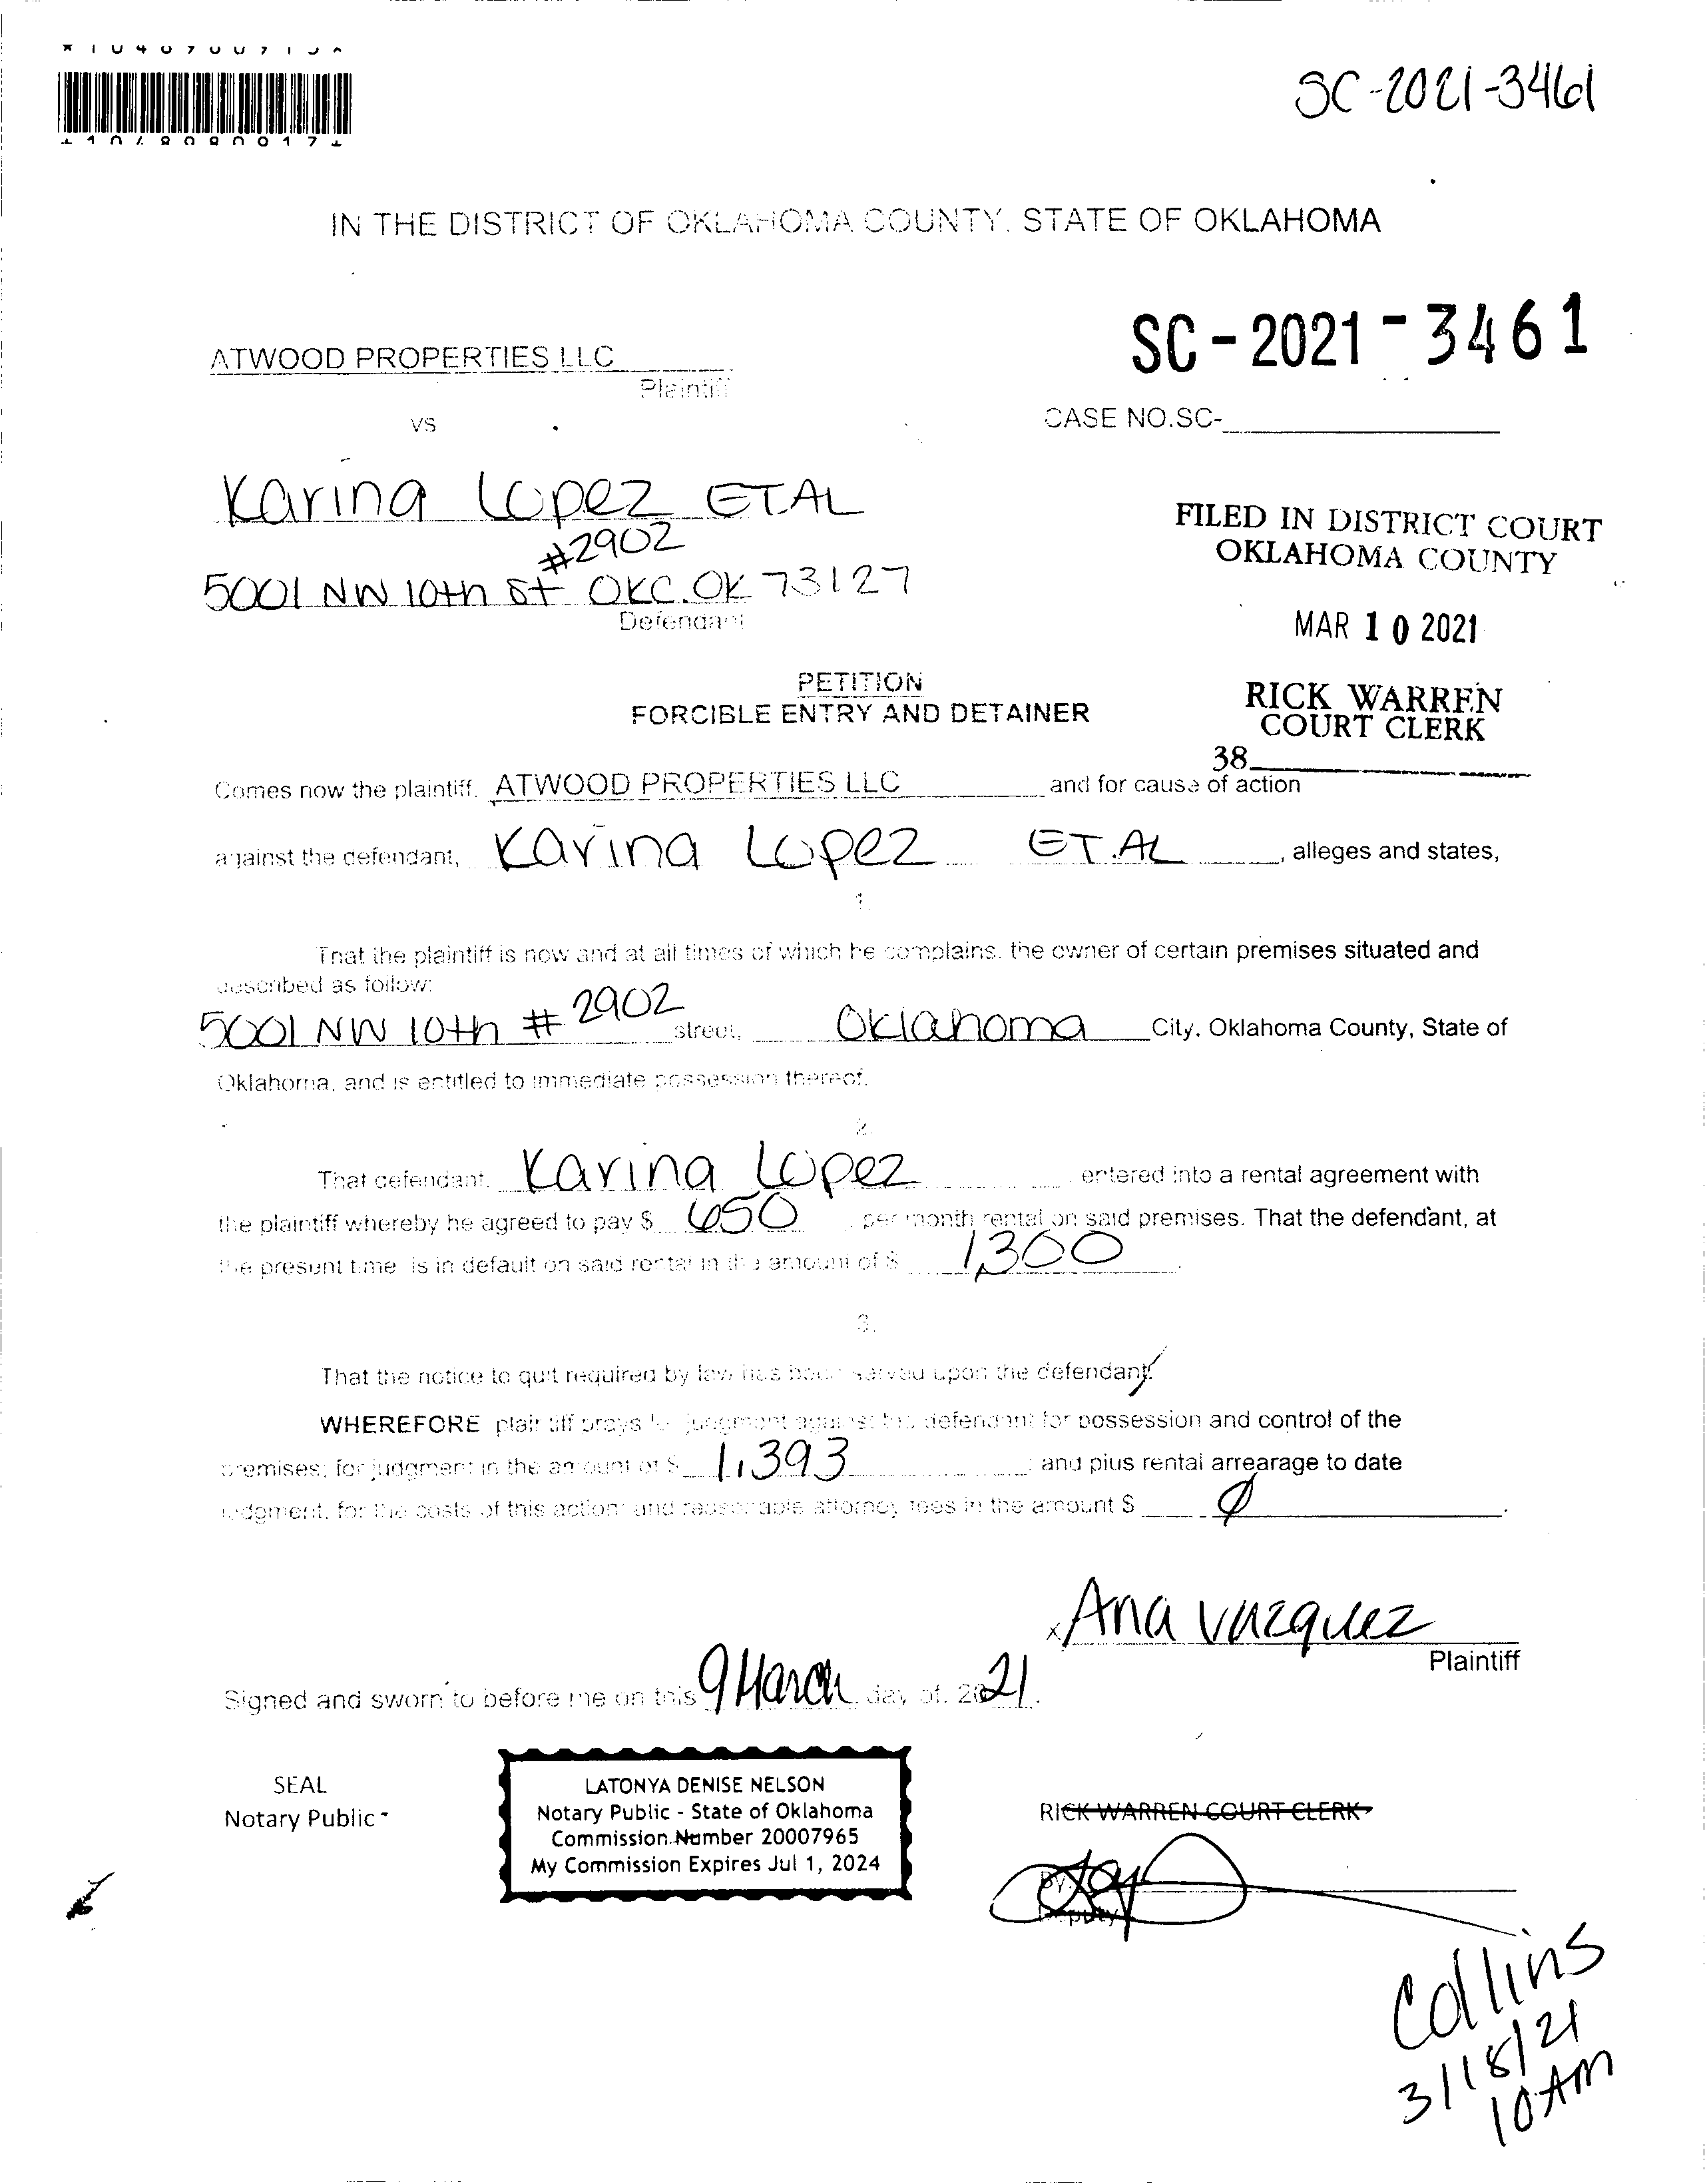 SC-2021-3461
IN THE DISTRICT OF OKLAHOMA COUNTY, STATE OF OKLAHOMA
SC-2021-3461
ATWOOD PROPERTIES LLC
Plaintiff
VS
CASE NO.SC-
Karina Lopez ETAL
#2902
5001 NW 10th St OKC.OK 73127
Defendant
FILED IN DISTRICT COURT
OKLAHOMA COUNTY
MAR 10 2021
RICK WARREN
COURT CLERK
38
PETITION
FORCIBLE ENTRY AND DETAINER
Comes now the plaintiff, ATWOOD PROPERTIES LLC and for cause of action
against the defendant, Karina Lopez ET.AL, alleges and states,
1.
That the plaintiff is now and at all times of which he complains, the owner of certain premises situated and
described as follow:
5001 NW 10th # 2902 street, Oklahoma City, Oklahoma County, State of
Oklahoma, and is entitled to immediate possession thereof.
2.
That defendant, Karina Lopez entered into a rental agreement with
the plaintiff whereby he agreed to pay $ 650 per month rental on said premises. That the defendant, at
the present time is in default on said rental in the amount of $ 1,300
3.
That the notice to quit required by law has been served upon the defendant.
WHEREFORE plaintiff prays for judgment against the defendant for possession and control of the
premises; for judgment in the amount of $ 1,393; and plus rental arrearage to date
judgment, for the costs of this action; and reasonable attorney fees in the amount $ Ø.
x Ana Vazquez
Plaintiff
Signed and sworn to before me on this 9 March day of, 2021.
SEAL
Notary Public
LATONYA DENISE NELSON
Notary Public - State of Oklahoma
Commission Number 20007965
My Commission Expires Jul 1, 2024
RICK WARREN COURT CLERK
By:
Deputy
Collins
3/18/21
10AM